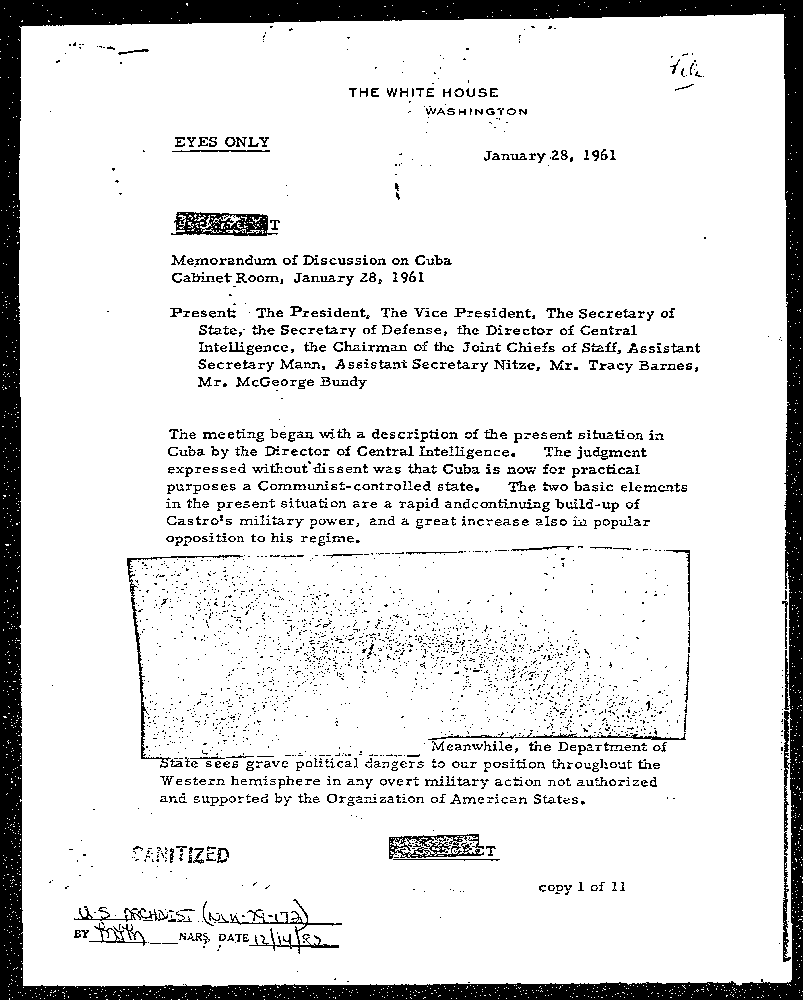 File
THE WHITE HOUSE
WASHINGTON
EYES ONLY
January 28, 1961
T
Memorandum of Discussion on Cuba
Cabinet Room, January 28, 1961
Present: The President, The Vice President, The Secretary of
State, the Secretary of Defense, the Director of Central
Intelligence, the Chairman of the Joint Chiefs of Staff, Assistant
Secretary Mann, Assistant Secretary Nitze, Mr. Tracy Barnes,
Mr. McGeorge Bundy
The meeting began with a description of the present situation in
Cuba by the Director of Central Intelligence. The judgment
expressed without dissent was that Cuba is now for practical
purposes a Communist-controlled state. The two basic elements
in the present situation are a rapid andcontinuing build-up of
Castro's military power, and a great increase also in popular
opposition to his regime.
Meanwhile, the Department of
State sees grave political dangers to our position throughout the
Western hemisphere in any overt military action not authorized
and supported by the Organization of American States.
SANITIZED
ET
copy 1 of 11
U.S. ARCHIVIST (NLK-79-172)
BY NARS, DATE 12/14/82